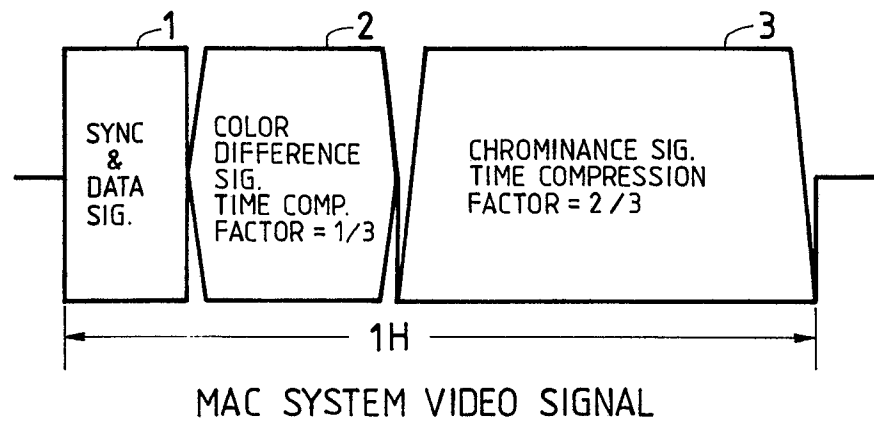 1
2
3
SYNC
&
DATA
SIG.
COLOR
DIFFERENCE
SIG.
TIME COMP.
FACTOR = 1/3
CHROMINANCE SIG.
TIME COMPRESSION
FACTOR = 2/3
1H
MAC SYSTEM VIDEO SIGNAL